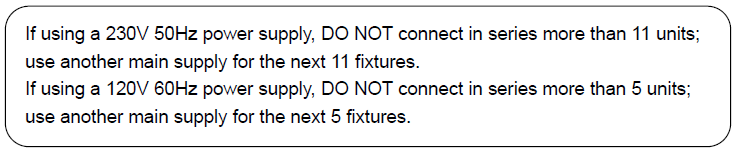 If using a 230V 50Hz power supply, DO NOT connect in series more than 11 units;
use another main supply for the next 11 fixtures.
If using a 120V 60Hz power supply, DO NOT connect in series more than 5 units;
use another main supply for the next 5 fixtures.